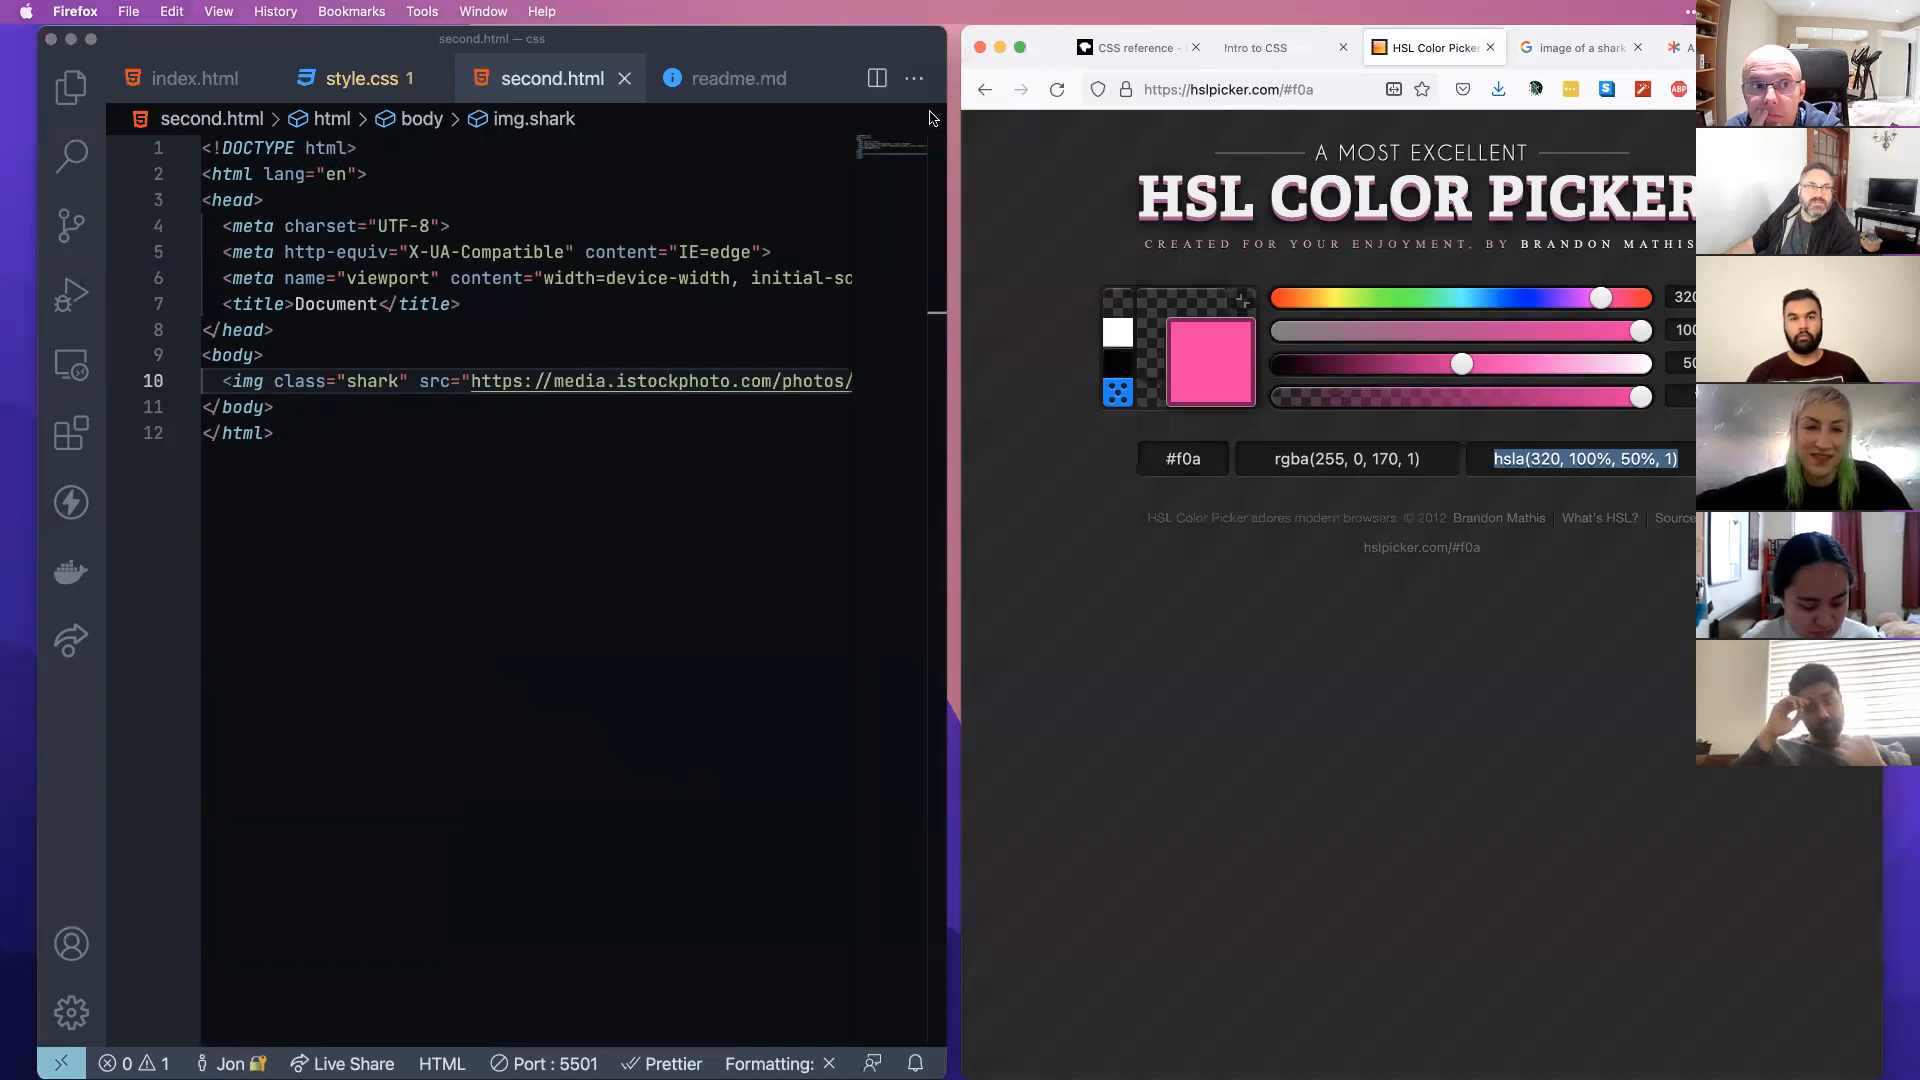 Firefox File Edit View History Bookmarks Tools Window Help
second.html — css
index.html style.css 1 second.html readme.md
second.html > html > body > img.shark
1 <!DOCTYPE html>
2 <html lang="en">
3 <head>
4 <meta charset="UTF-8">
5 <meta http-equiv="X-UA-Compatible" content="IE=edge">
6 <meta name="viewport" content="width=device-width, initial-sc
7 <title>Document</title>
8 </head>
9 <body>
10 <img class="shark" src="https://media.istockphoto.com/photos/
11 </body>
12 </html>
0 1 Jon Live Share HTML Port : 5501 Prettier Formatting: ×
CSS reference - Intro to CSS HSL Color Picker image of a shark A
https://hslpicker.com/#f0a
ABP
A MOST EXCELLENT
HSL COLOR PICKER
CREATED FOR YOUR ENJOYMENT, BY BRANDON MATHIS
320
100
50
#f0a rgba(255, 0, 170, 1) hsla(320, 100%, 50%, 1)
HSL Color Picker adores modern browsers. © 2012 Brandon Mathis | What's HSL? | Source
hslpicker.com/#f0a